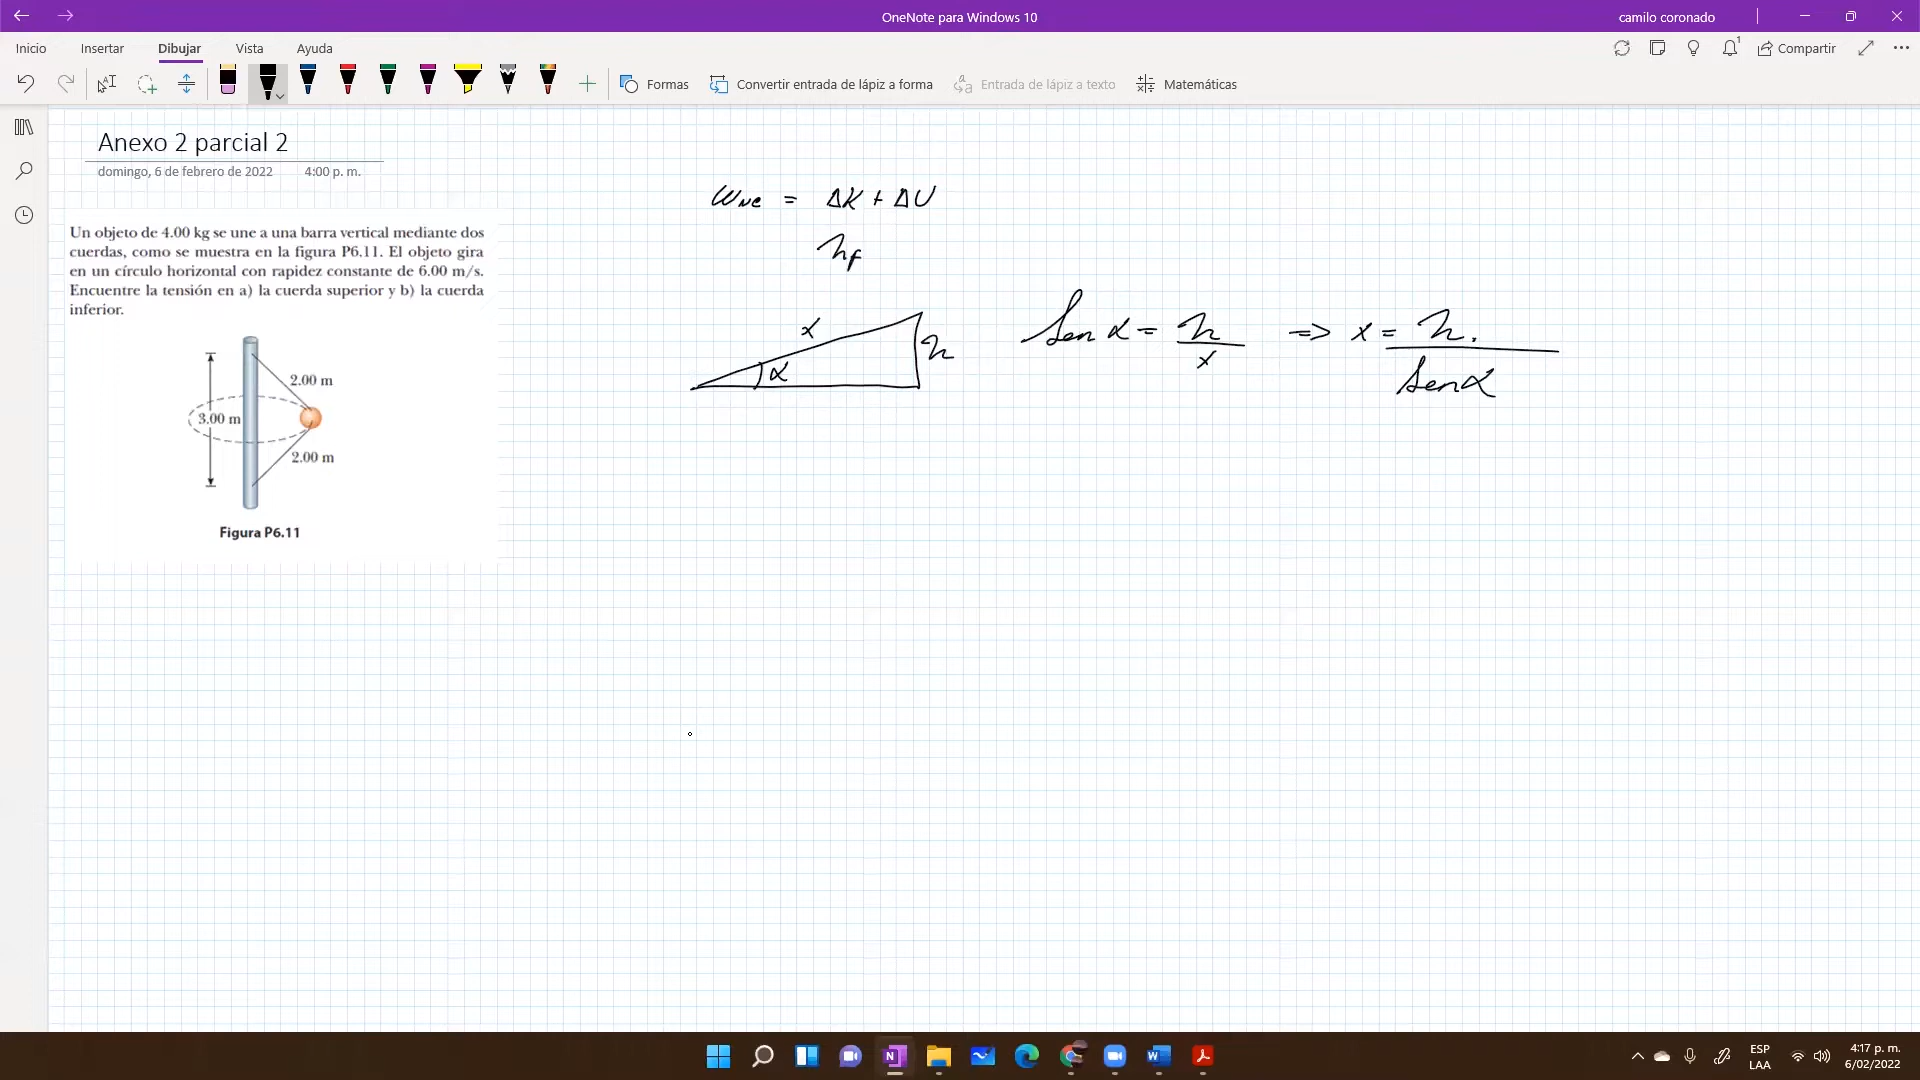 OneNote para Windows 10
camilo coronado
Inicio Insertar Dibujar Vista Ayuda
Compartir
Formas Convertir entrada de lápiz a forma Entrada de lápiz a texto Matemáticas
Anexo 2 parcial 2
domingo, 6 de febrero de 2022 4:00 p. m.
Un objeto de 4.00 kg se une a una barra vertical mediante dos
cuerdas, como se muestra en la figura P6.11. El objeto gira
en un círculo horizontal con rapidez constante de 6.00 m/s.
Encuentre la tensión en a) la cuerda superior y b) la cuerda
inferior.
2.00 m
3.00 m
2.00 m
Figura P6.11
WNC = ΔK + ΔU
hf
x
h
α
Sen α = h/x => x = h/Sen α
ESP
LAA
4:17 p. m.
6/02/2022